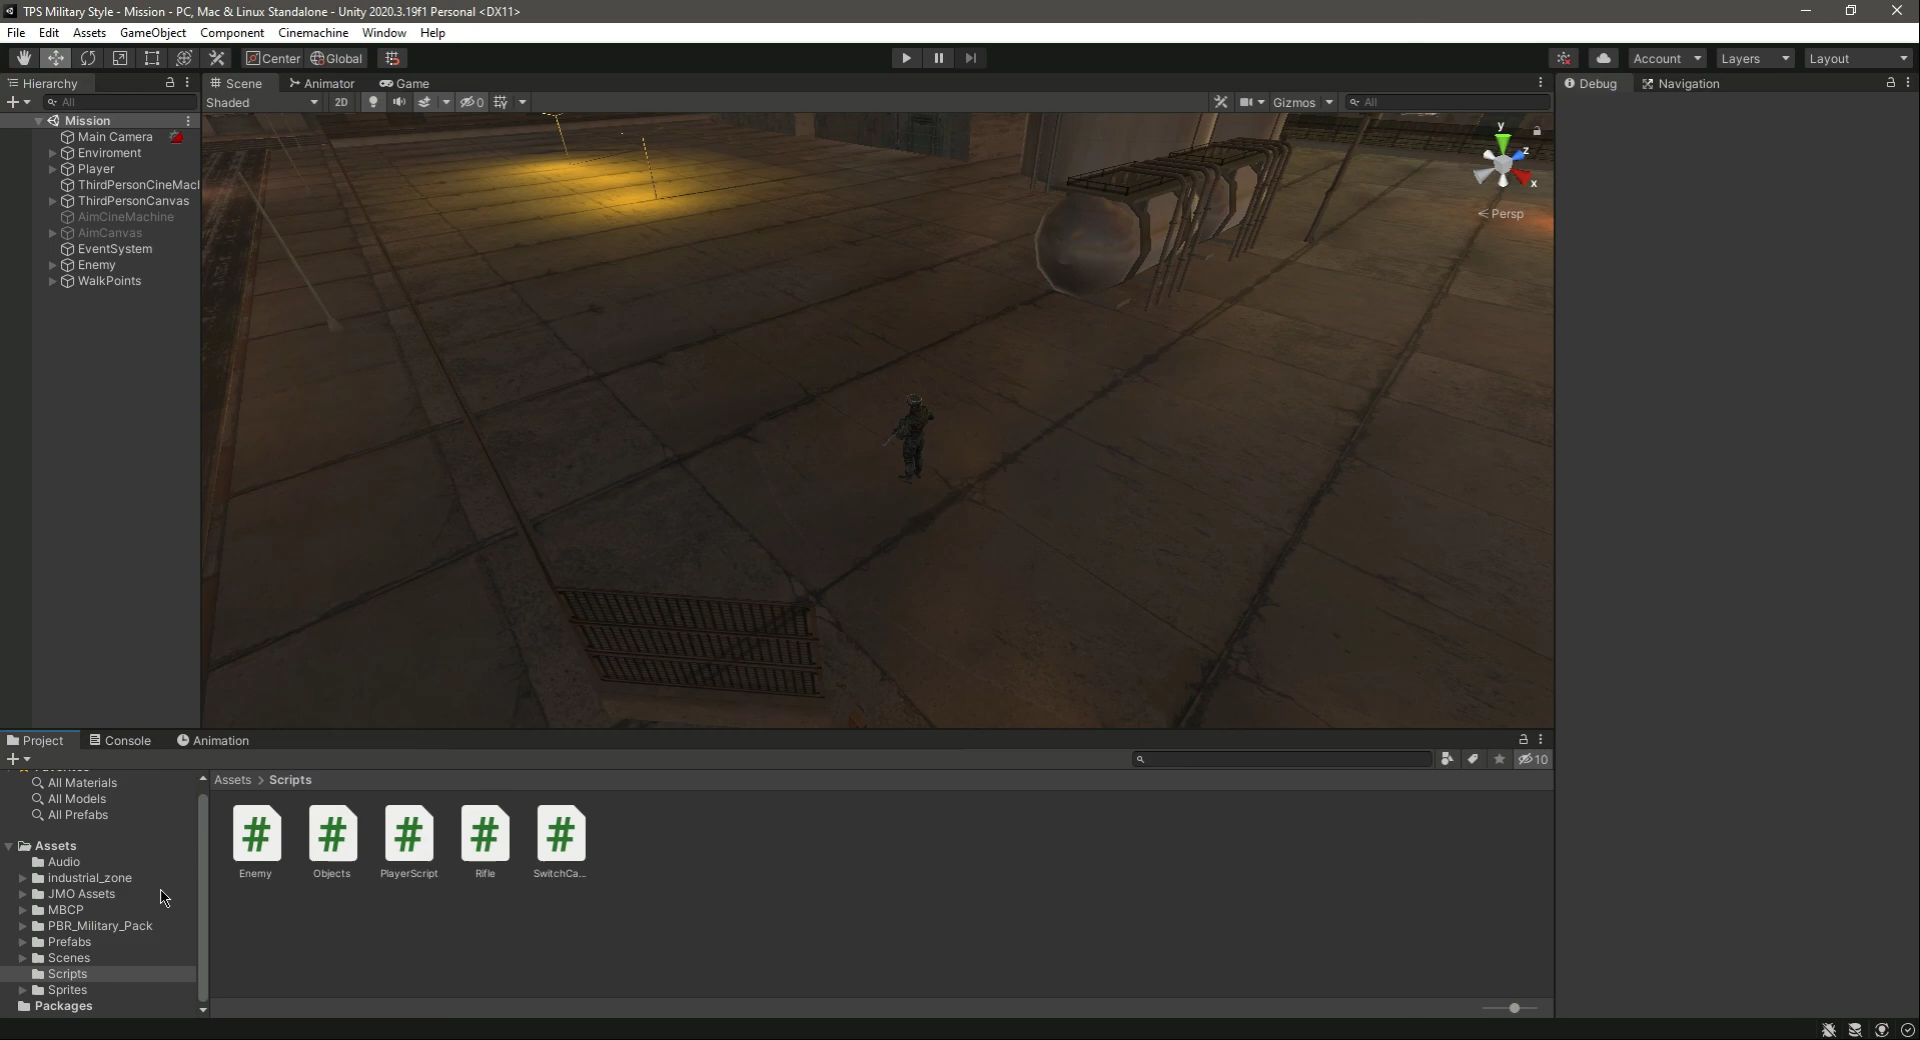 TPS Military Style - Mission - PC, Mac & Linux Standalone - Unity 2020.3.19f1 Personal <DX11>
File Edit Assets GameObject Component Cinemachine Window Help
Center Global Account Layers Layout
Hierarchy Scene Animator Game Debug Navigation
All Shaded 2D 0 Gizmos All
Mission
Main Camera
Enviroment
Player
ThirdPersonCineMacl
ThirdPersonCanvas
AimCineMachine
AimCanvas
EventSystem
Enemy
WalkPoints
y
z
x
Persp
Project Console Animation
10
All Materials
All Models
All Prefabs
Assets
Audio
industrial_zone
JMO Assets
MBCP
PBR_Military_Pack
Prefabs
Scenes
Scripts
Sprites
Packages
Assets > Scripts
Enemy Objects PlayerScript Rifle SwitchCa...